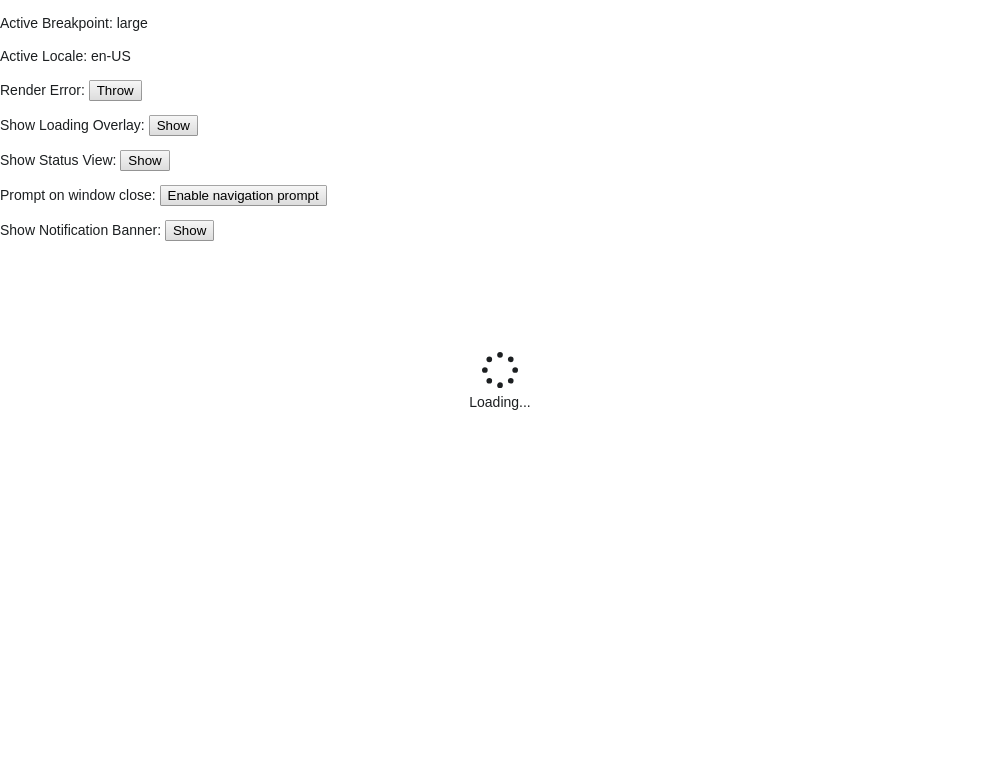 Active Breakpoint: large
Active Locale: en-US
Render Error: Throw
Show Loading Overlay: Show
Show Status View: Show
Prompt on window close: Enable navigation prompt
Show Notification Banner: Show
Loading...